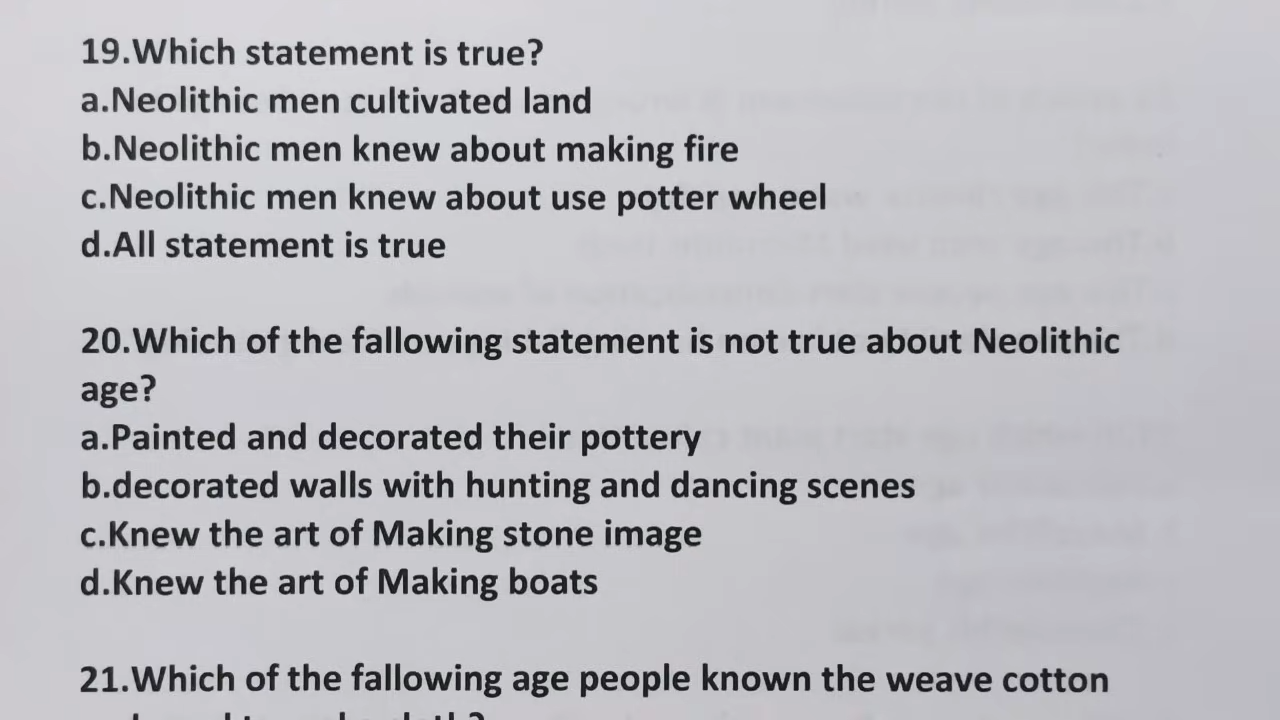 19.Which statement is true?
a.Neolithic men cultivated land
b.Neolithic men knew about making fire
c.Neolithic men knew about use potter wheel
d.All statement is true
20.Which of the fallowing statement is not true about Neolithic
age?
a.Painted and decorated their pottery
b.decorated walls with hunting and dancing scenes
c.Knew the art of Making stone image
d.Knew the art of Making boats
21.Which of the fallowing age people known the weave cotton